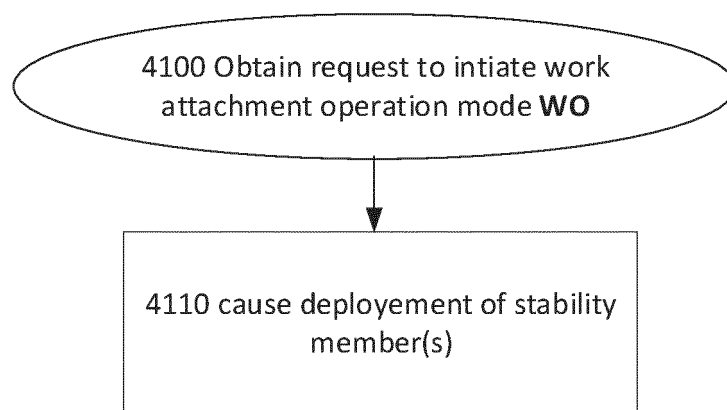 4100 Obtain request to intiate work
attachment operation mode WO
4110 cause deployement of stability
member(s)